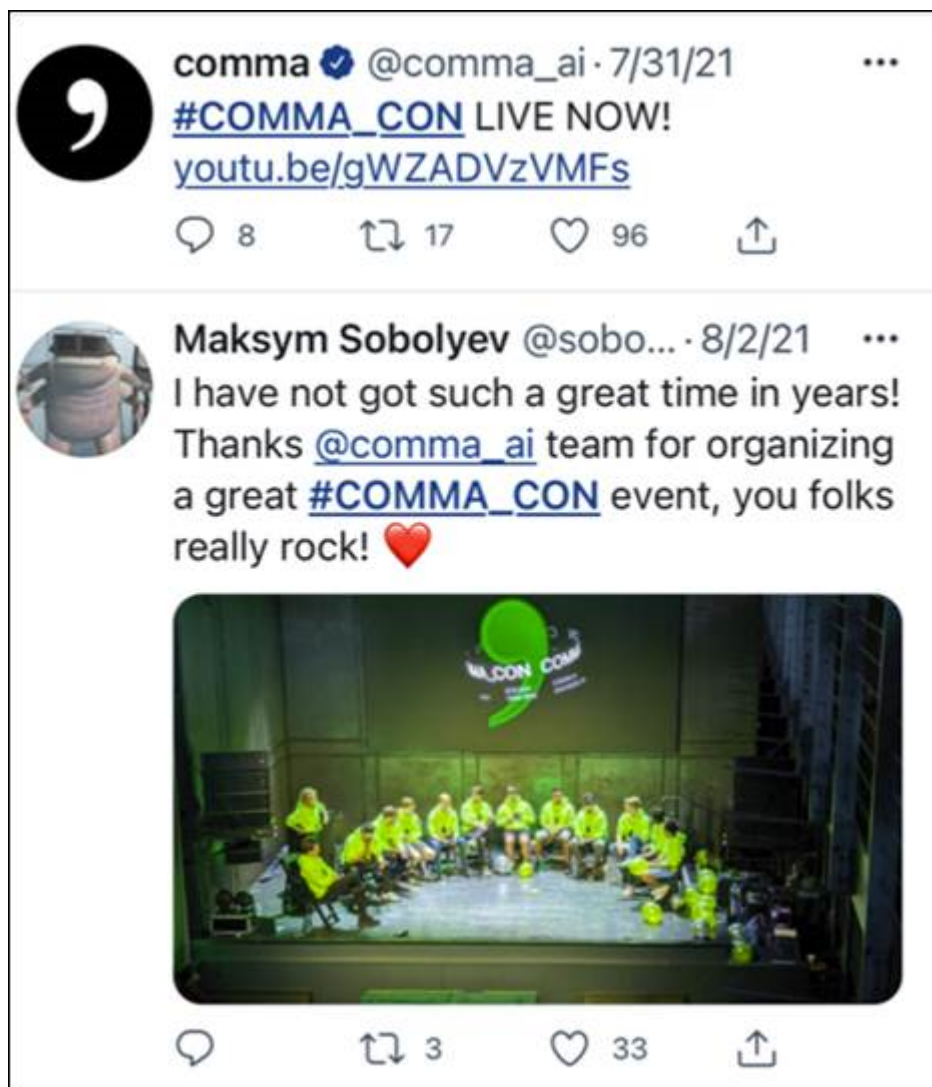 comma @comma_ai · 7/31/21
#COMMA_CON LIVE NOW!
youtu.be/gWZADVzVMFs
8 17 96
Maksym Sobolyev @sobo... · 8/2/21
I have not got such a great time in years!
Thanks @comma_ai team for organizing
a great #COMMA_CON event, you folks
really rock! ❤️
CON COMM
3 33